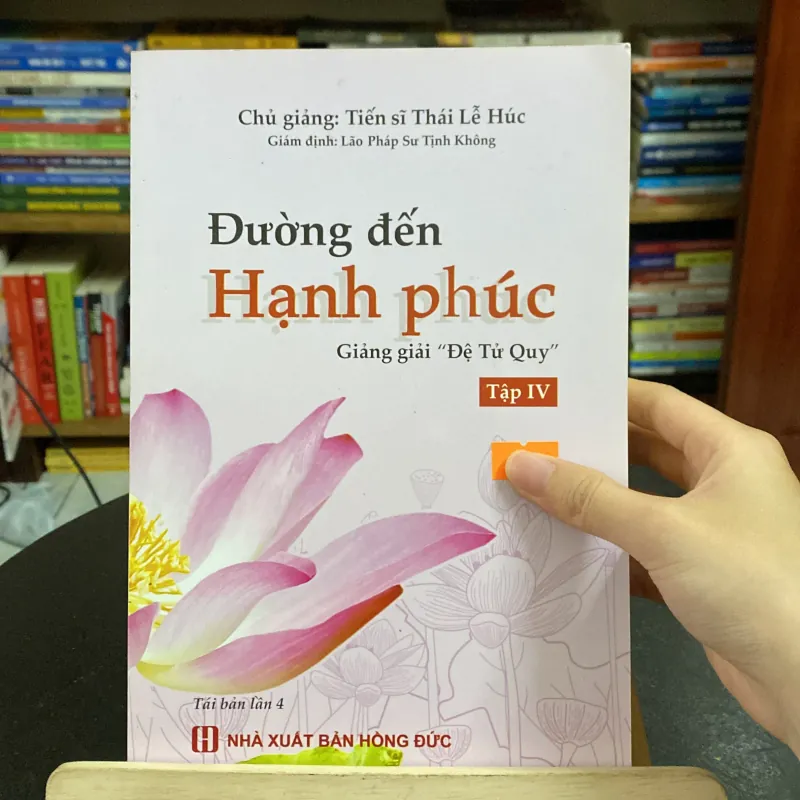 Chủ giảng: Tiến sĩ Thái Lễ Húc
Giám định: Lão Pháp Sư Tịnh Không
Đường đến
Hạnh phúc
Giảng giải “Đệ Tử Quy”
Tập IV
Tái bản lần 4
NHÀ XUẤT BẢN HỒNG ĐỨC